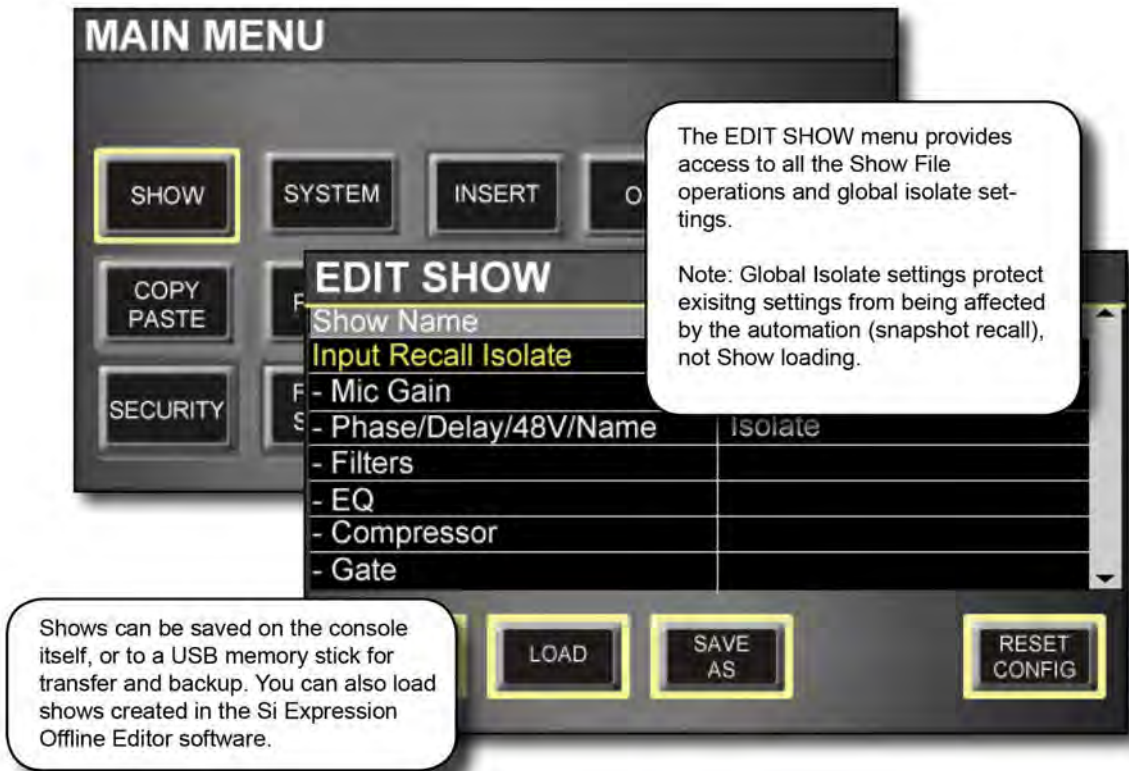 MAIN MENU
SHOW
SYSTEM
INSERT
O
COPY
PASTE
F
SECURITY
F
S
The EDIT SHOW menu provides
access to all the Show File
operations and global isolate set-
tings.
Note: Global Isolate settings protect
exisitng settings from being affected
by the automation (snapshot recall),
not Show loading.
EDIT SHOW
Show Name
Input Recall Isolate
- Mic Gain
- Phase/Delay/48V/Name Isolate
- Filters
- EQ
- Compressor
- Gate
LOAD
SAVE
AS
RESET
CONFIG
Shows can be saved on the console
itself, or to a USB memory stick for
transfer and backup. You can also load
shows created in the Si Expression
Offline Editor software.